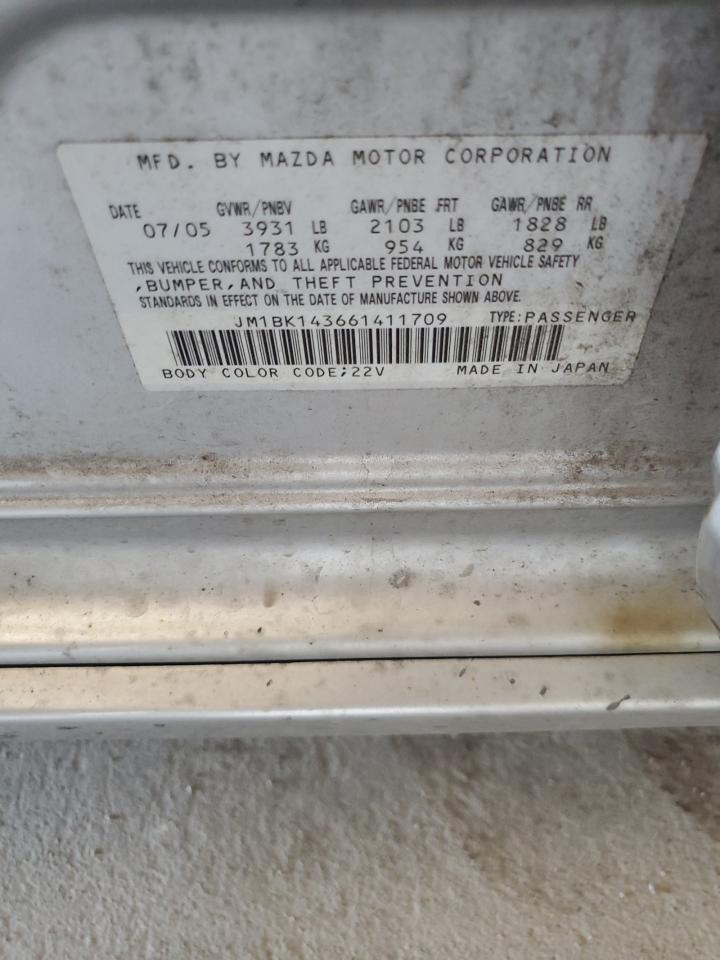 MFD. BY MAZDA MOTOR CORPORATION
DATE GVWR/PNBV GAWR/PNBE FRT GAWR/PNBE RR
07/05 3931 LB 2103 LB 1828 LB
1783 KG 954 KG 829 KG
THIS VEHICLE CONFORMS TO ALL APPLICABLE FEDERAL MOTOR VEHICLE SAFETY
,BUMPER,AND THEFT PREVENTION
STANDARDS IN EFFECT ON THE DATE OF MANUFACTURE SHOWN ABOVE.
JM1BK143661411709 TYPE:PASSENGER
BODY COLOR CODE;22V MADE IN JAPAN